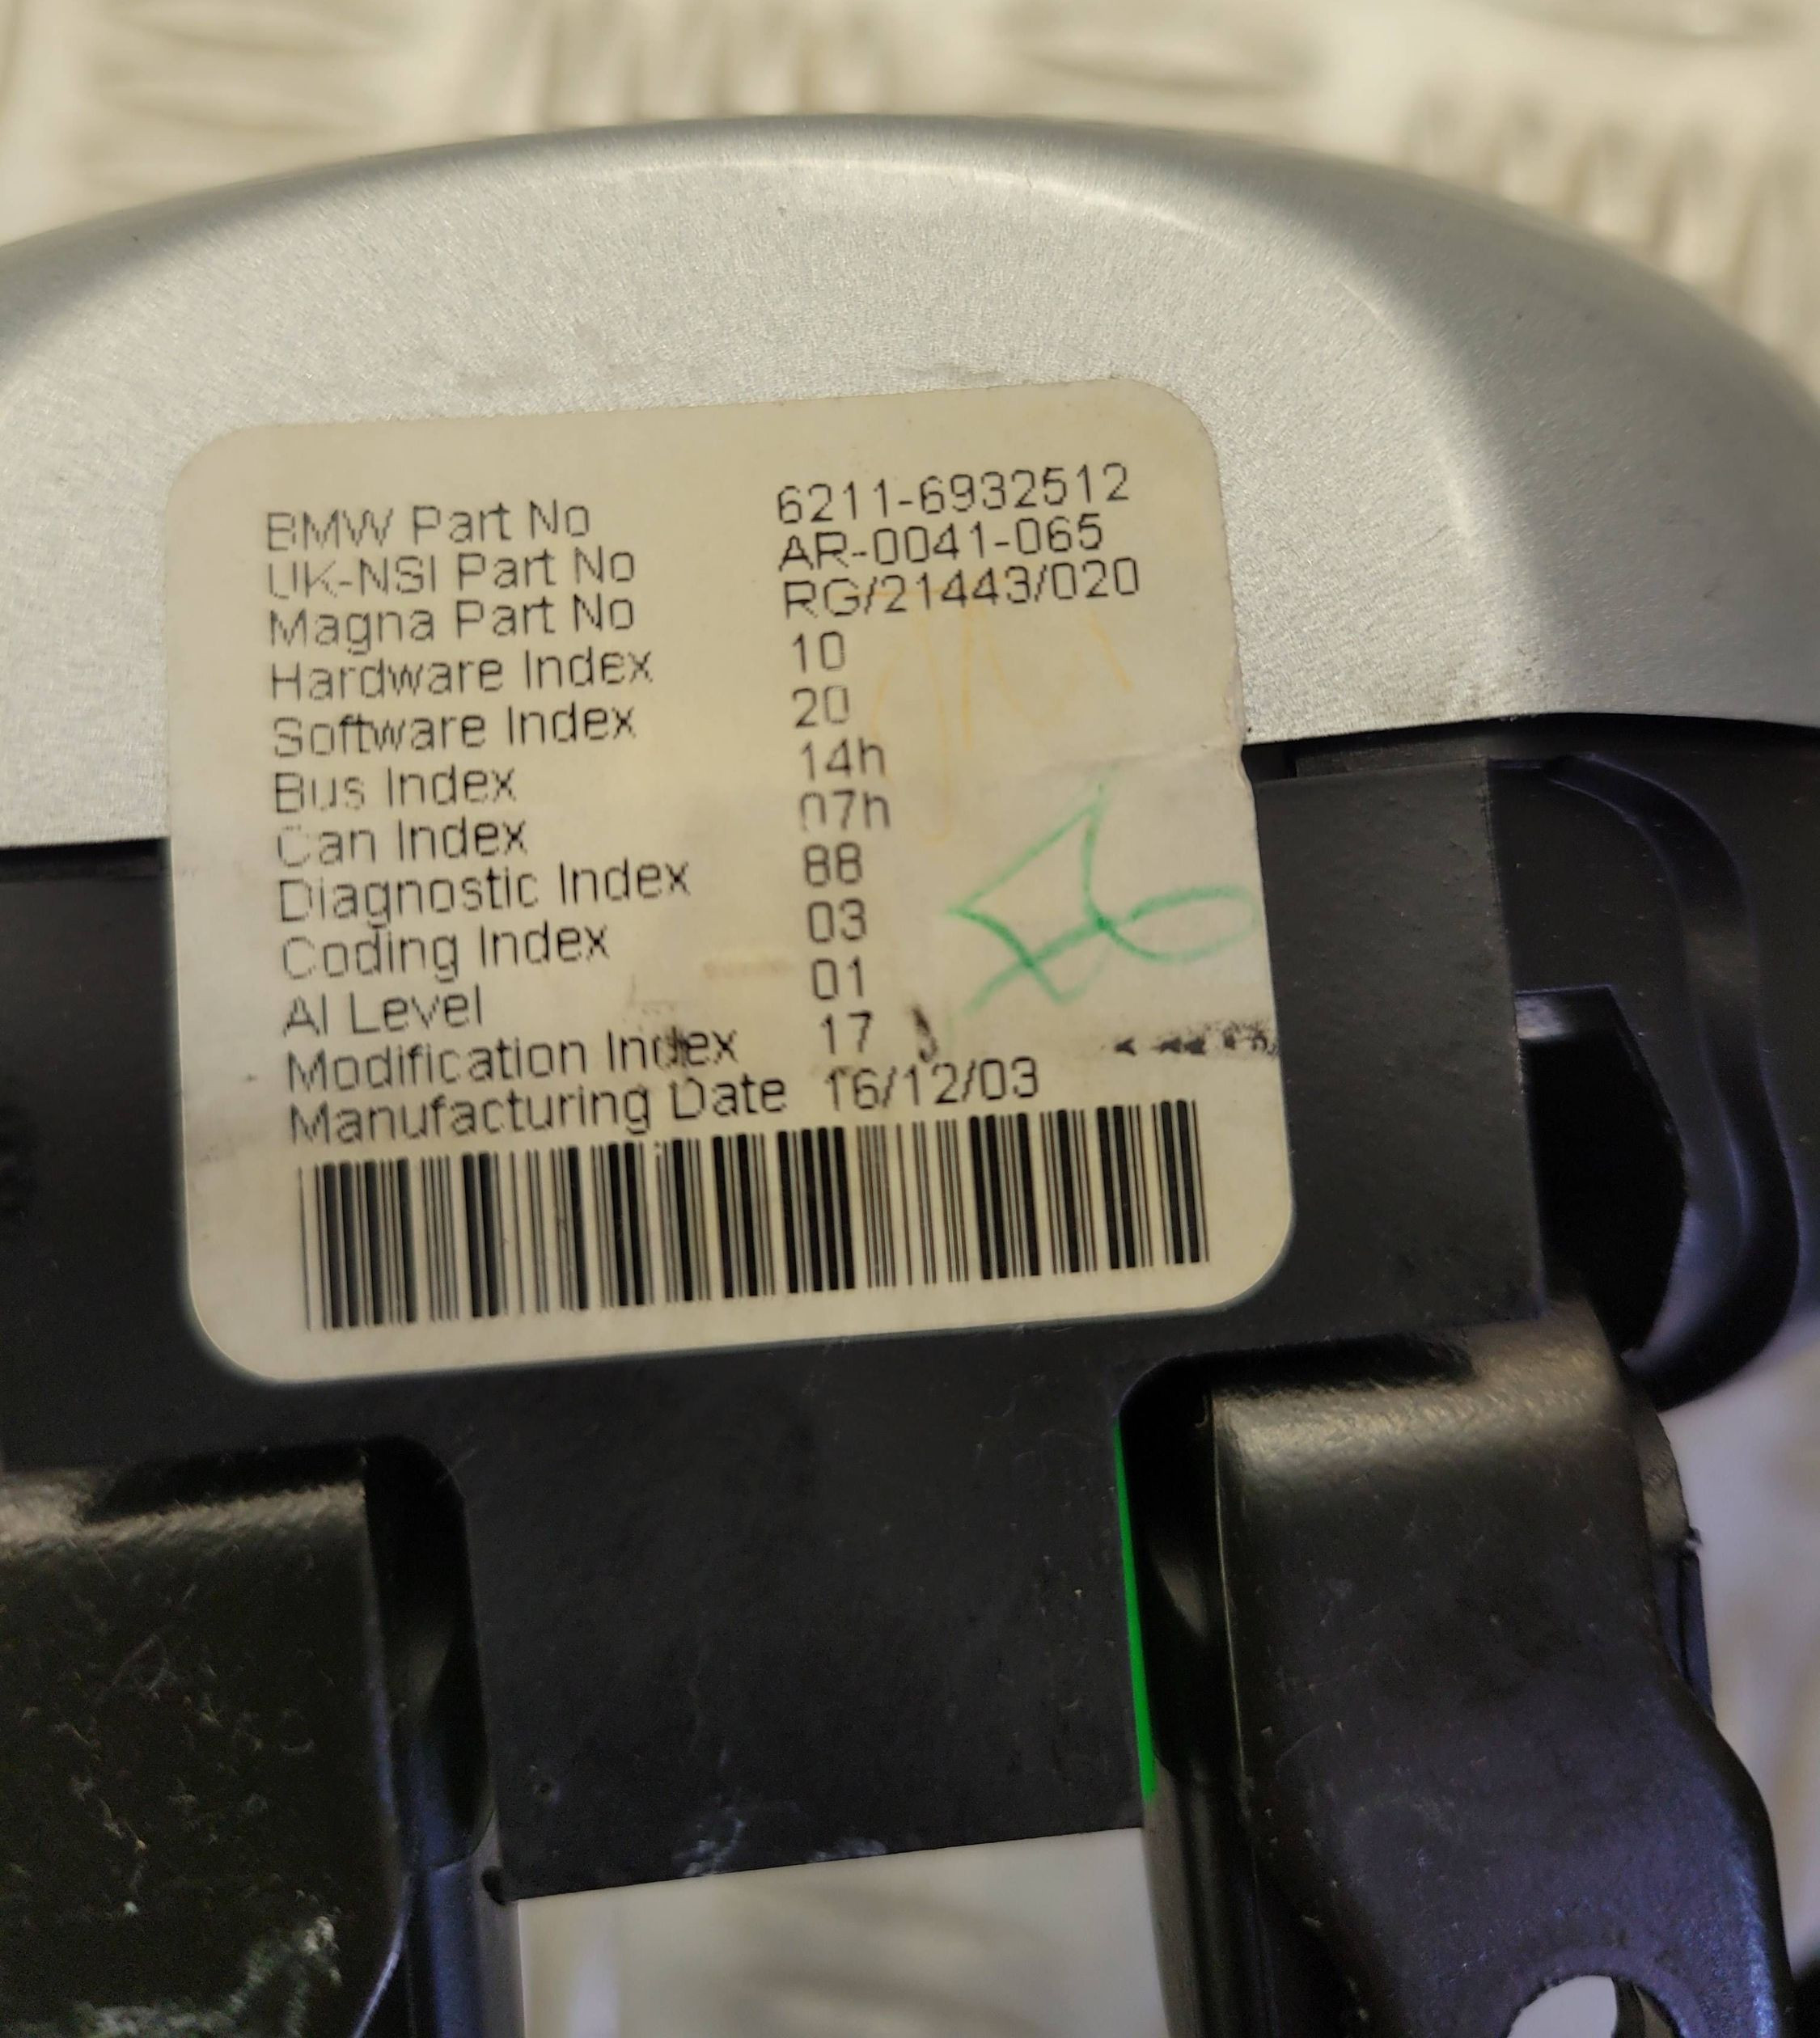 BMW Part No 6211-6932512
UK-NSI Part No AR-0041-065
Magna Part No RG/21443/020
Hardware Index 10
Software Index 20
Bus Index 14h
Can Index 07h
Diagnostic Index 88
Coding Index 03
AI Level 01
Modification Index 17
Manufacturing Date 16/12/03